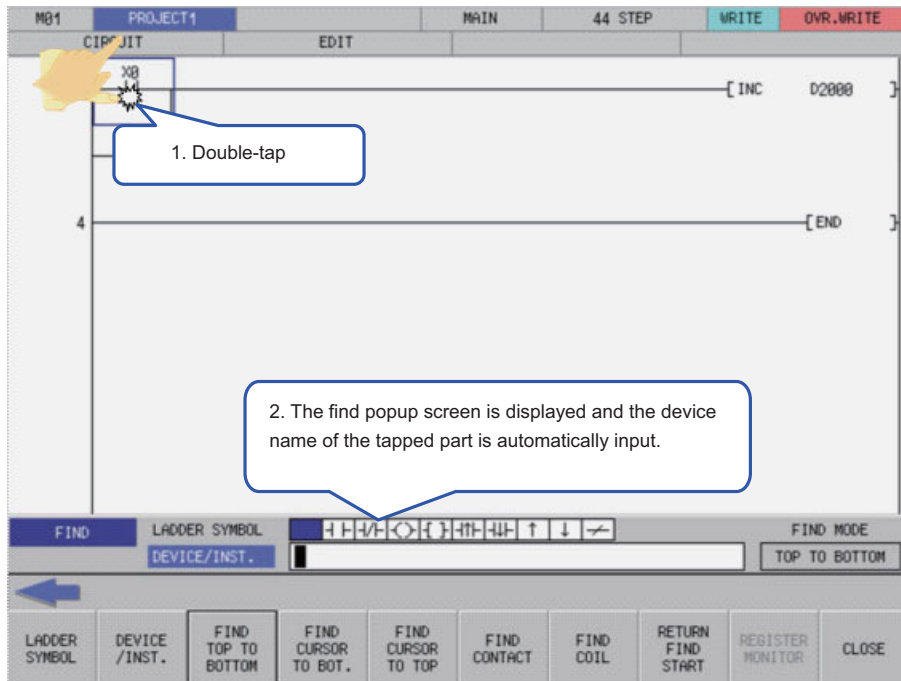 M01 PROJECT1 MAIN 44 STEP WRITE OVR.WRITE
CIRCUIT EDIT
X0
INC D2000
1. Double-tap
4 END
2. The find popup screen is displayed and the device
name of the tapped part is automatically input.
FIND LADDER SYMBOL FIND MODE
DEVICE/INST. TOP TO BOTTOM
LADDER
SYMBOL
DEVICE
/INST.
FIND
TOP TO
BOTTOM
FIND
CURSOR
TO BOT.
FIND
CURSOR
TO TOP
FIND
CONTACT
FIND
COIL
RETURN
FIND
START
REGISTER
MONITOR
CLOSE